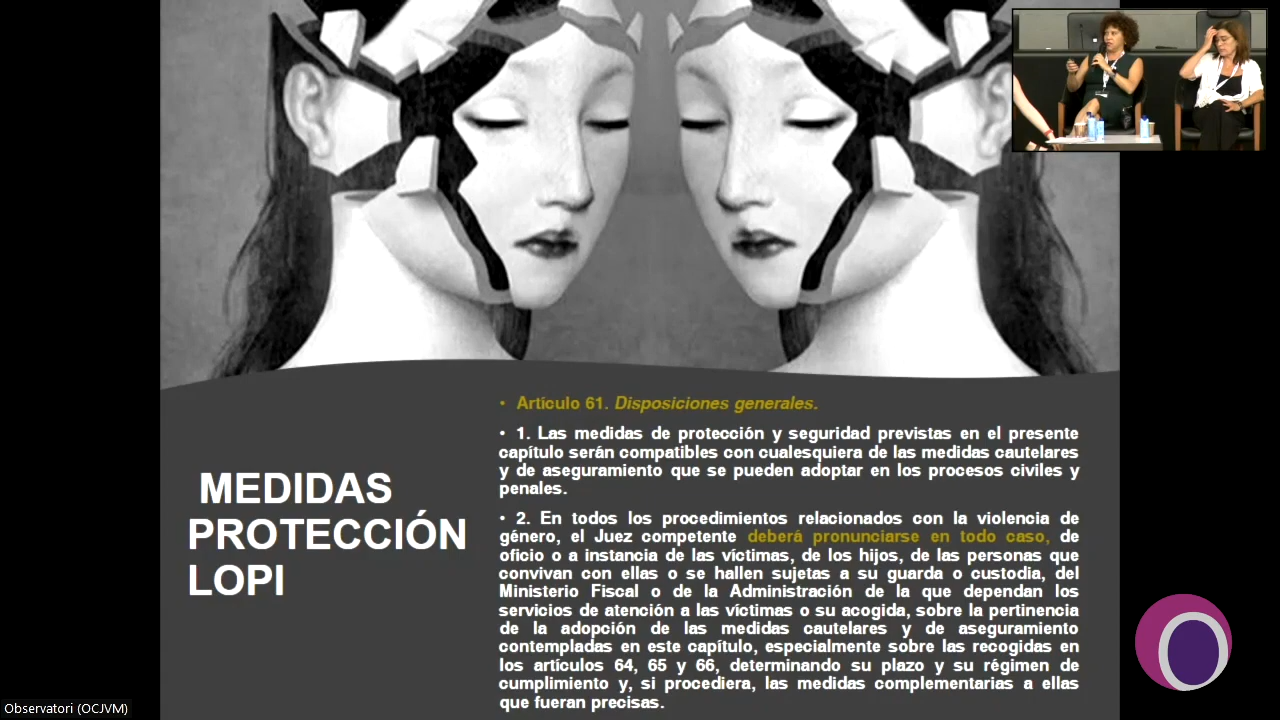 MEDIDAS
PROTECCIÓN
LOPI
• Artículo 61. Disposiciones generales.
• 1. Las medidas de protección y seguridad previstas en el presente
capítulo serán compatibles con cualesquiera de las medidas cautelares
y de aseguramiento que se pueden adoptar en los procesos civiles y
penales.
• 2. En todos los procedimientos relacionados con la violencia de
género, el Juez competente deberá pronunciarse en todo caso, de
oficio o a instancia de las víctimas, de los hijos, de las personas que
convivan con ellas o se hallen sujetas a su guarda o custodia, del
Ministerio Fiscal o de la Administración de la que dependan los
servicios de atención a las víctimas o su acogida, sobre la pertinencia
de la adopción de las medidas cautelares y de aseguramiento
contempladas en este capítulo, especialmente sobre las recogidas en
los artículos 64, 65 y 66, determinando su plazo y su régimen de
cumplimiento y, si procediera, las medidas complementarias a ellas
que fueran precisas.
Observatori (OCJVM)